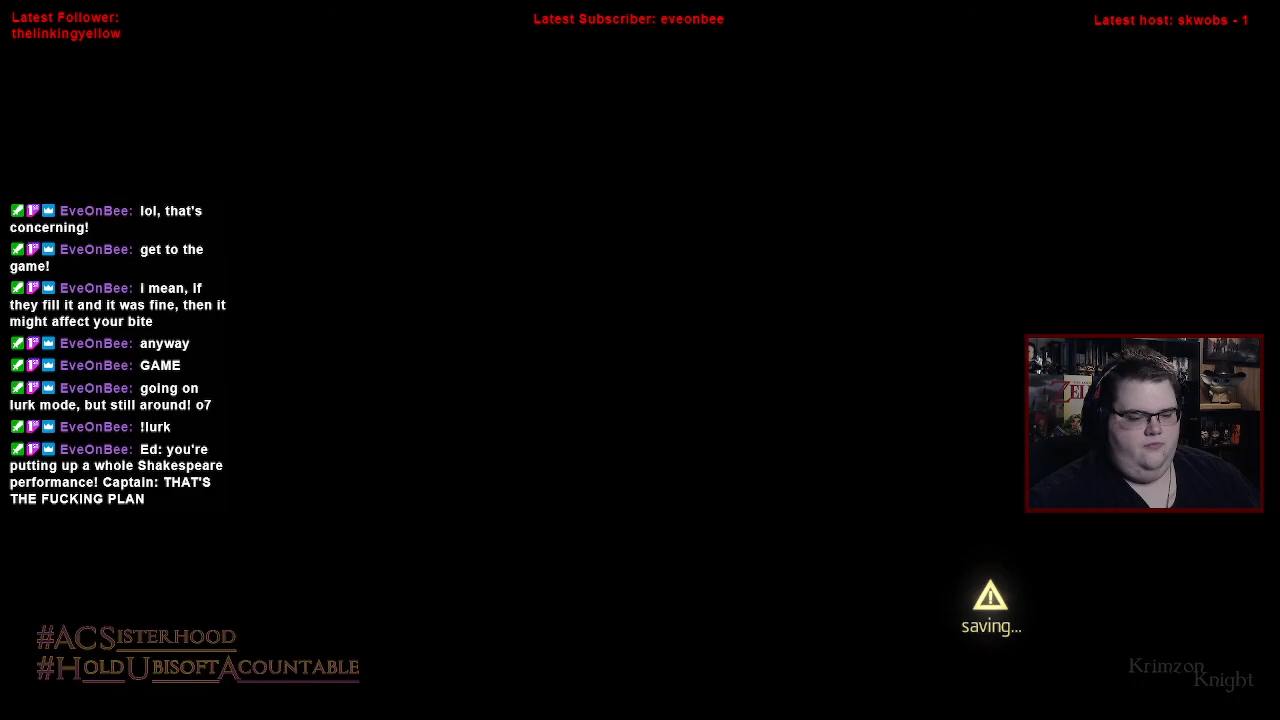 Latest Follower:
thelinkingyellow
Latest Subscriber: eveonbee
Latest host: skwobs - 1
EveOnBee: lol, that's
concerning!
EveOnBee: get to the
game!
EveOnBee: i mean, If
they fill it and it was fine, then it
might affect your bite
EveOnBee: anyway
EveOnBee: GAME
EveOnBee: going on
lurk mode, but still around! o7
EveOnBee: !lurk
EveOnBee: Ed: you're
putting up a whole Shakespeare
performance! Captain: THAT'S
THE FUCKING PLAN
saving...
#ACSISTERHOOD
#HOLDUBISOFTACOUNTABLE
Krimzon
Knight